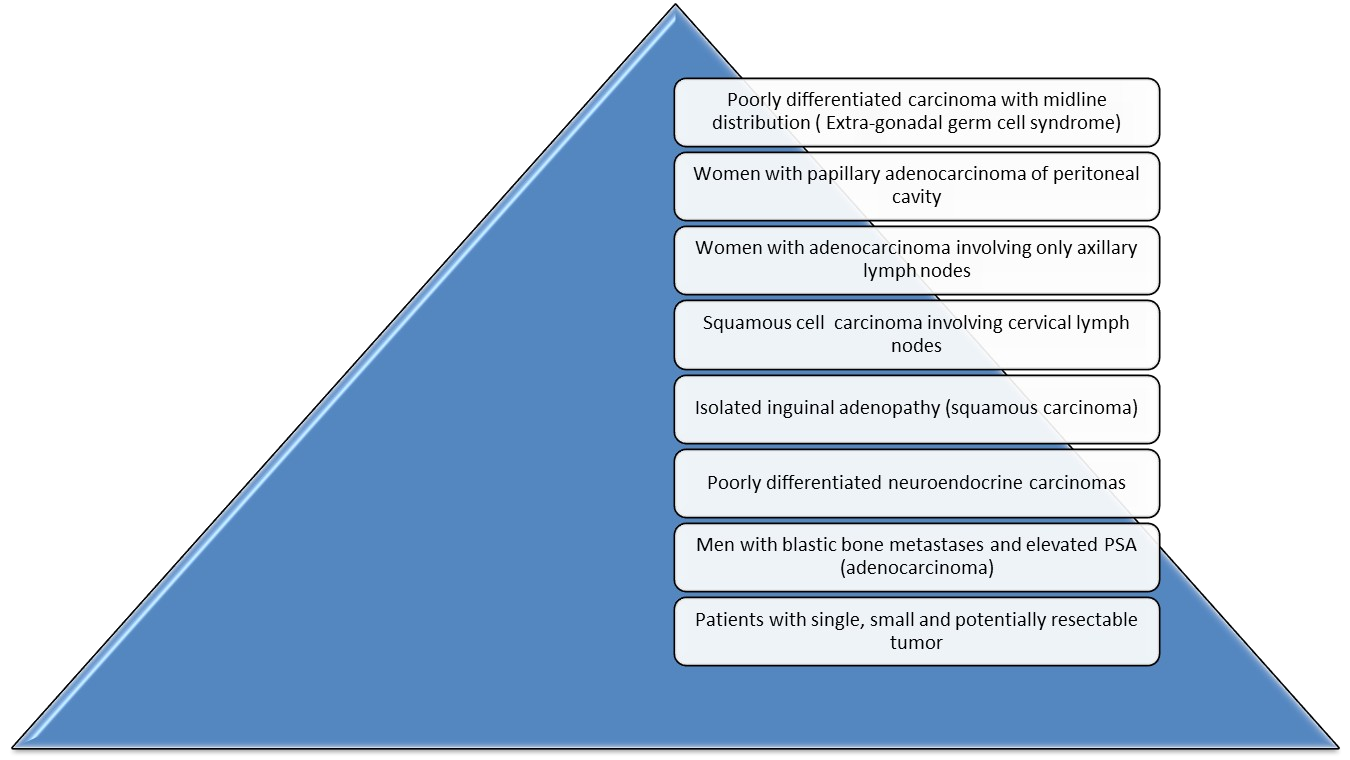 Poorly differentiated carcinoma with midline
distribution ( Extra-gonadal germ cell syndrome)
Women with papillary adenocarcinoma of peritoneal
cavity
Women with adenocarcinoma involving only axillary
lymph nodes
Squamous cell  carcinoma involving cervical lymph
nodes
Isolated inguinal adenopathy (squamous carcinoma)
Poorly differentiated neuroendocrine carcinomas
Men with blastic bone metastases and elevated PSA
(adenocarcinoma)
Patients with single, small and potentially resectable
tumor